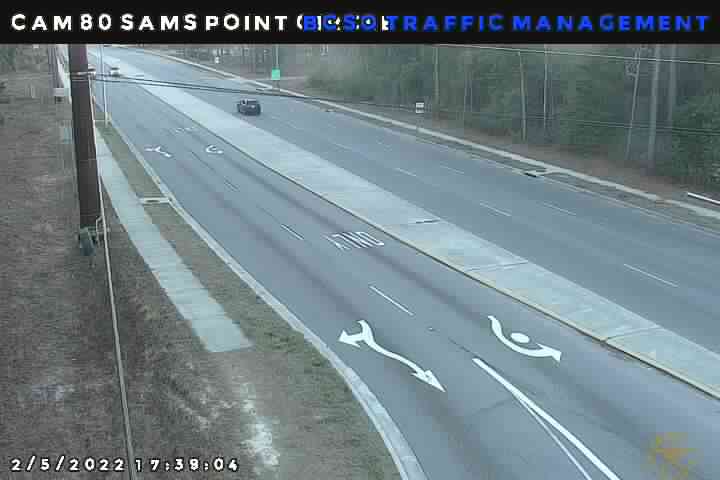 CAM 80 SAMS POINT
TRAFFIC MANAGEMENT
ONLY
2/5/2022 17:39:04